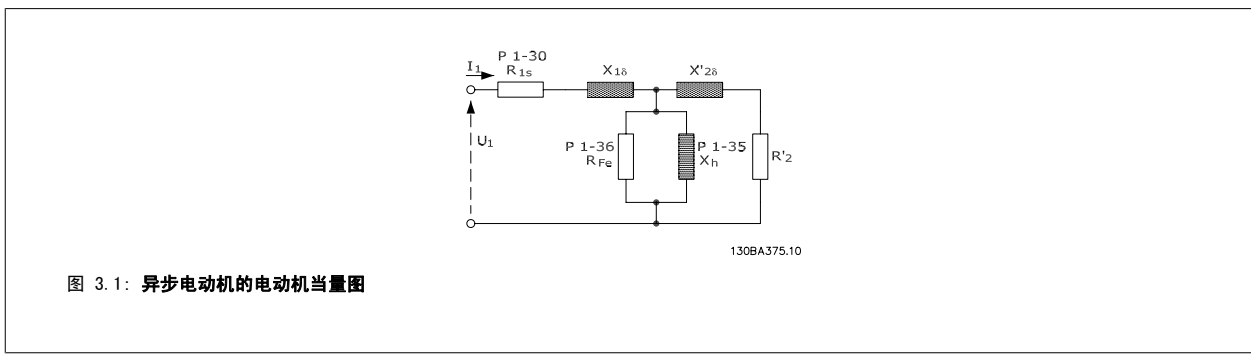 P 1-30
I1
R1s
X1δ
X'2δ
U1
P 1-36
RFe
P 1-35
Xh
R'2
130BA375.10
图 3.1: 异步电动机的电动机当量图